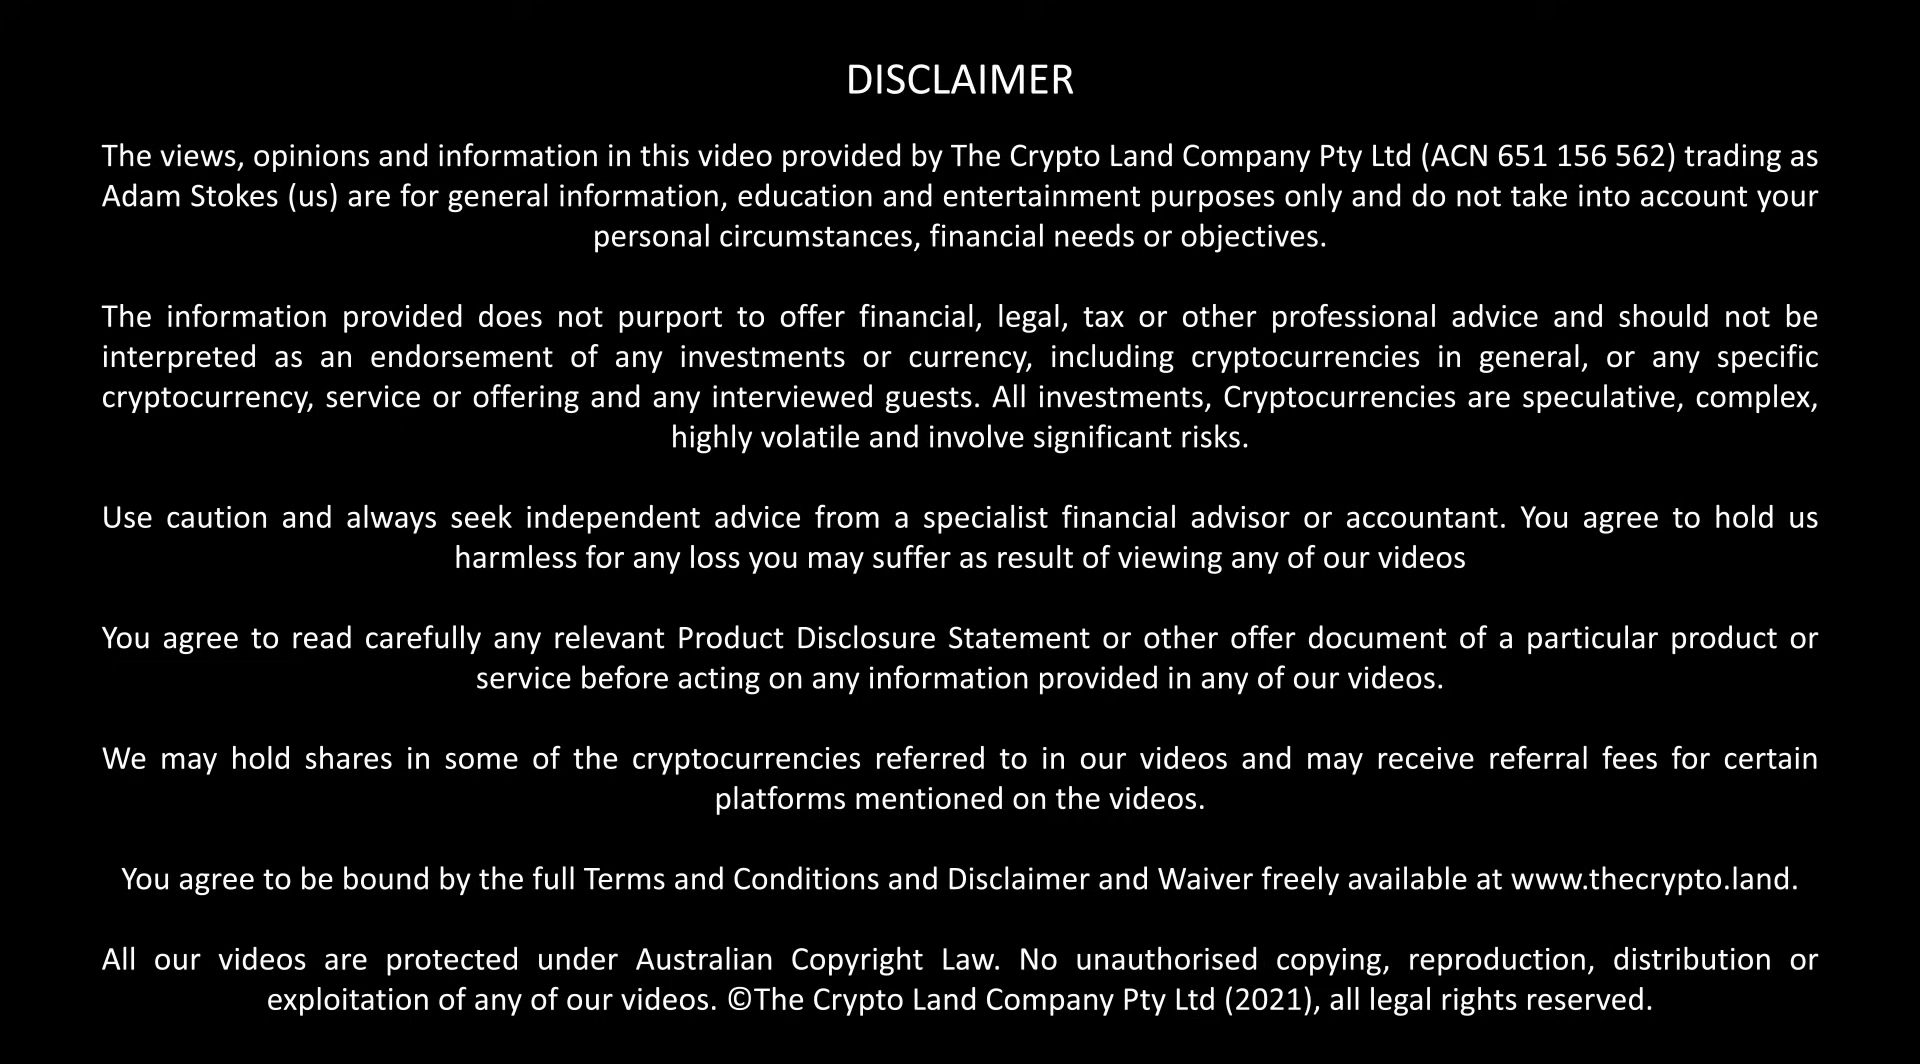 DISCLAIMER
The views, opinions and information in this video provided by The Crypto Land Company Pty Ltd (ACN 651 156 562) trading as
Adam Stokes (us) are for general information, education and entertainment purposes only and do not take into account your
personal circumstances, financial needs or objectives.
The information provided does not purport to offer financial, legal, tax or other professional advice and should not be
interpreted as an endorsement of any investments or currency, including cryptocurrencies in general, or any specific
cryptocurrency, service or offering and any interviewed guests. All investments, Cryptocurrencies are speculative, complex,
highly volatile and involve significant risks.
Use caution and always seek independent advice from a specialist financial advisor or accountant. You agree to hold us
harmless for any loss you may suffer as result of viewing any of our videos
You agree to read carefully any relevant Product Disclosure Statement or other offer document of a particular product or
service before acting on any information provided in any of our videos.
We may hold shares in some of the cryptocurrencies referred to in our videos and may receive referral fees for certain
platforms mentioned on the videos.
You agree to be bound by the full Terms and Conditions and Disclaimer and Waiver freely available at www.thecrypto.land.
All our videos are protected under Australian Copyright Law. No unauthorised copying, reproduction, distribution or
exploitation of any of our videos. ©The Crypto Land Company Pty Ltd (2021), all legal rights reserved.